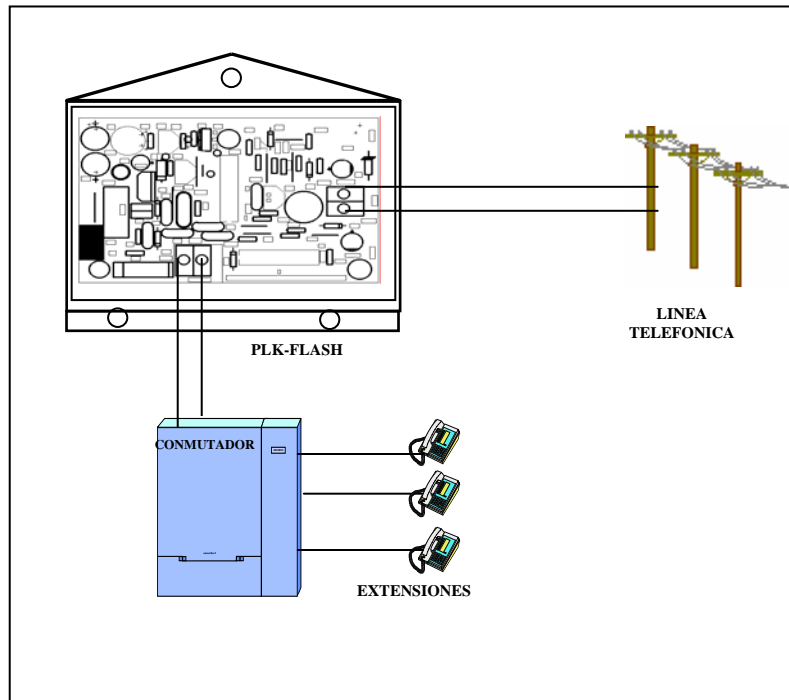 LINEA
TELEFONICA
PLK-FLASH
CONMUTADOR
EXTENSIONES